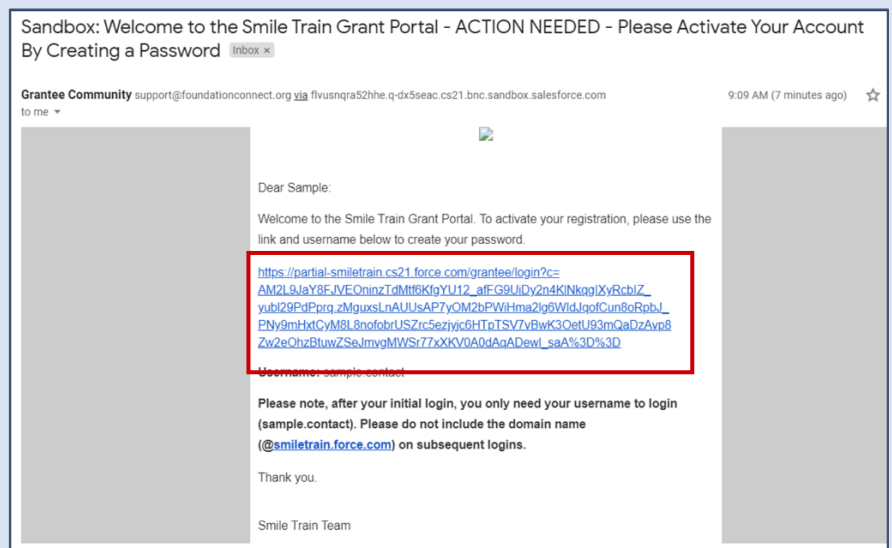 Sandbox: Welcome to the Smile Train Grant Portal - ACTION NEEDED - Please Activate Your Account
By Creating a Password Inbox ×
Grantee Community support@foundationconnect.org via flvusnqra52hhe.q-dx5seac.cs21.bnc.sandbox.salesforce.com 9:09 AM (7 minutes ago)
to me
Dear Sample:
Welcome to the Smile Train Grant Portal. To activate your registration, please use the
link and username below to create your password.
https://partial-smiletrain.cs21.force.com/grantee/login?c=
AM2L9JaY8FJVEOninzTdMtf6KfgYU12_afFG9UiDy2n4KlNkqglXyRcbIZ_
yubl29PdPprq.zMguxsLnAUUsAP7yOM2bPWiHma2lg6WldJqofCun8oRpbJ_
PNy9mHxtCyM8L8nofobrUSZrc5ezjyjc6HTpTSV7vBwK3OetU93mQaDzAvp8
Zw2eOhzBtuwZSeJmvgMWSr77xXKV0A0dAqADewI_saA%3D%3D
Username: sample.contact
Please note, after your initial login, you only need your username to login
(sample.contact). Please do not include the domain name
(@smiletrain.force.com) on subsequent logins.
Thank you.
Smile Train Team